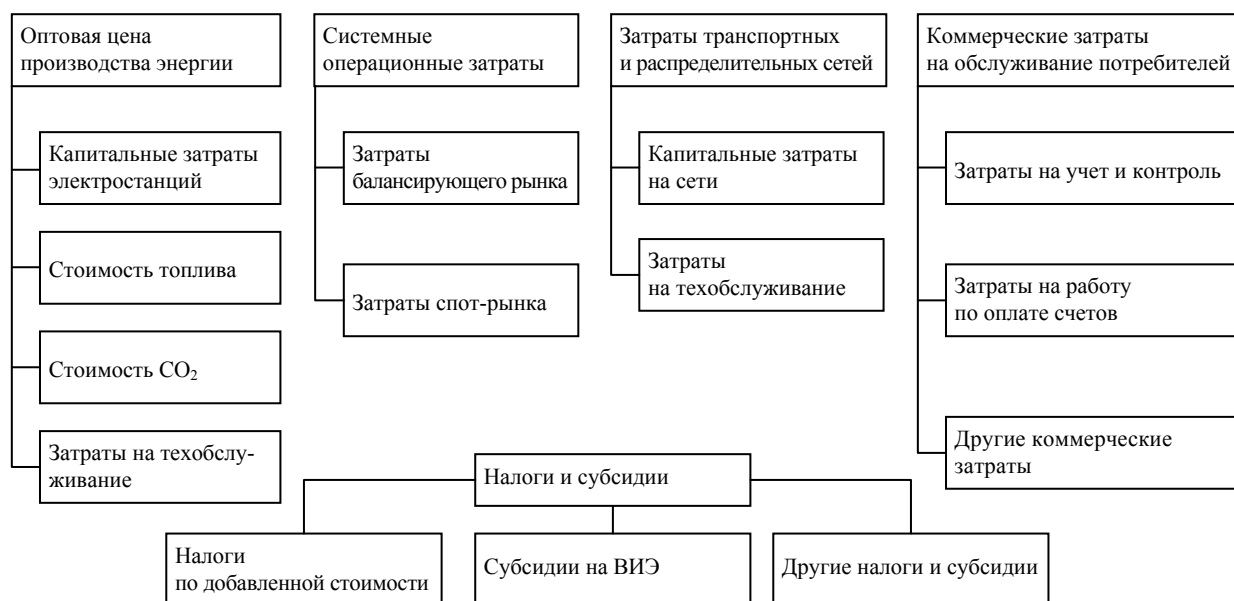 Оптовая цена
производства энергии
Капитальные затраты
электростанций
Стоимость топлива
Стоимость CO₂
Затраты на техобслу-
живание
Системные
операционные затраты
Затраты
балансирующего рынка
Затраты спот-рынка
Затраты транспортных
и распределительных сетей
Капитальные затраты
на сети
Затраты
на техобслуживание
Коммерческие затраты
на обслуживание потребителей
Затраты на учет и контроль
Затраты на работу
по оплате счетов
Другие коммерческие
затраты
Налоги и субсидии
Налоги
по добавленной стоимости
Субсидии на ВИЭ
Другие налоги и субсидии